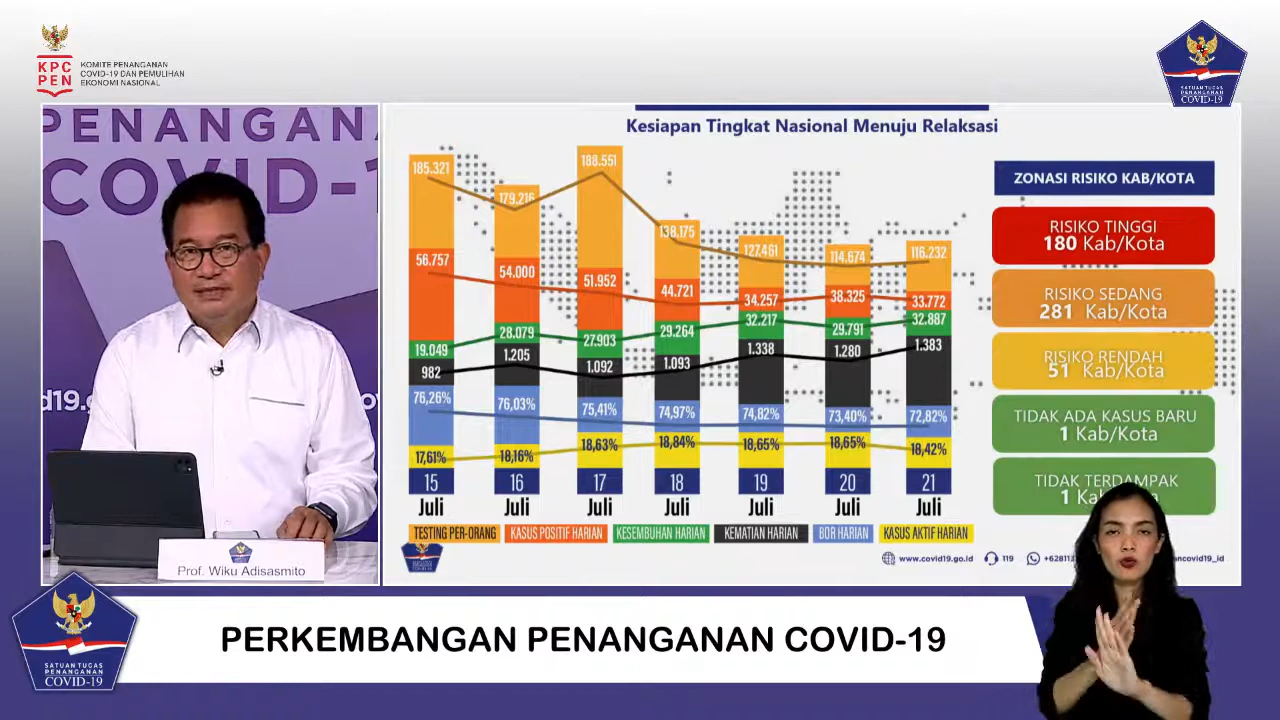 KPC
PEN
KOMITE PENANGANAN
COVID-19 DAN PEMULIHAN
EKONOMI NASIONAL
SATUAN TUGAS
PENANGANAN
COVID-19
PENANGANA
COVID-1
d19.g
Prof. Wiku Adisasmito
Kesiapan Tingkat Nasional Menuju Relaksasi
185.321 179.216 188.551 138.175 127.461 114.674 116.232
56.757 54.000 51.952 44.721 34.257 38.325 33.772
19.049 28.079 27.903 29.264 32.217 29.791 32.887
982 1.205 1.092 1.093 1.338 1.280 1.383
76,26% 76,03% 75,41% 74,97% 74,82% 73,40% 72,82%
17,61% 18,16% 18,63% 18,84% 18,65% 18,65% 18,42%
15 16 17 18 19 20 21
Juli Juli Juli Juli Juli Juli Juli
TESTING PER-ORANG KASUS POSITIF HARIAN KESEMBUHAN HARIAN KEMATIAN HARIAN BOR HARIAN KASUS AKTIF HARIAN
ZONASI RISIKO KAB/KOTA
RISIKO TINGGI
180 Kab/Kota
RISIKO SEDANG
281 Kab/Kota
RISIKO RENDAH
51 Kab/Kota
TIDAK ADA KASUS BARU
1 Kab/Kota
TIDAK TERDAMPAK
1 Kab/Kota
www.covid19.go.id 119
SATUAN TUGAS
PENANGANAN
COVID-19
PERKEMBANGAN PENANGANAN COVID-19